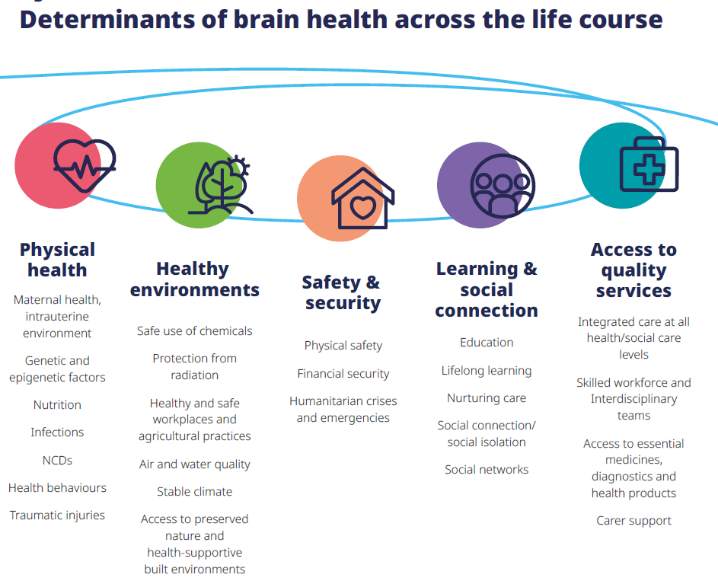 Determinants of brain health across the life course
Physical
health
Maternal health,
intrauterine
environment
Genetic and
epigenetic factors
Nutrition
Infections
NCDs
Health behaviours
Traumatic injuries
Healthy
environments
Safe use of chemicals
Protection from
radiation
Healthy and safe
workplaces and
agricultural practices
Air and water quality
Stable climate
Access to preserved
nature and
health-supportive
built environments
Safety &
security
Physical safety
Financial security
Humanitarian crises
and emergencies
Learning &
social
connection
Education
Lifelong learning
Nurturing care
Social connection/
social isolation
Social networks
Access to
quality
services
Integrated care at all
health/social care
levels
Skilled workforce and
Interdisciplinary
teams
Access to essential
medicines,
diagnostics and
health products
Carer support